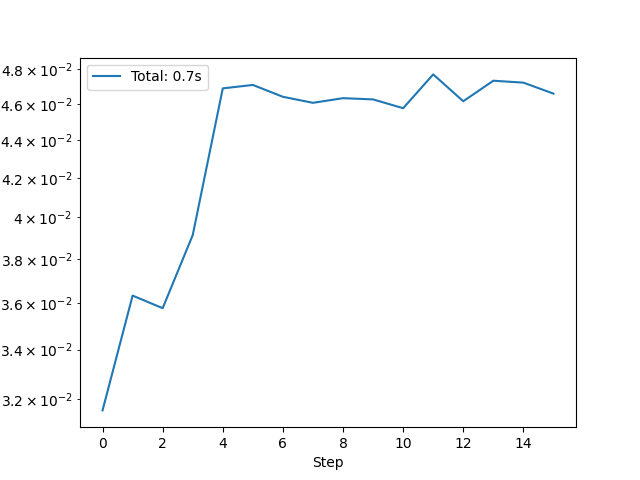 Total: 0.7s
4.8 × 10⁻²
4.6 × 10⁻²
4.4 × 10⁻²
4.2 × 10⁻²
4 × 10⁻²
3.8 × 10⁻²
3.6 × 10⁻²
3.4 × 10⁻²
3.2 × 10⁻²
0 2 4 6 8 10 12 14
Step